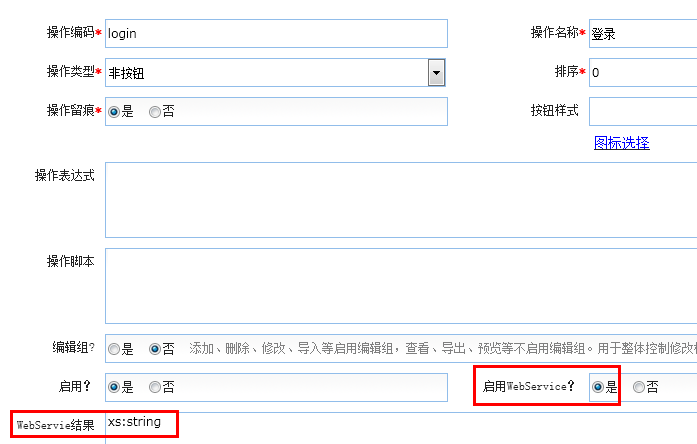 操作编码* login 操作名称* 登录
操作类型* 非按钮 排序* 0
操作留痕* 是 否 按钮样式
图标选择
操作表达式
操作脚本
编辑组? 是 否 添加、删除、修改、导入等启用编辑组，查看、导出、预览等不启用编辑组。用于整体控制修改
启用? 是 否 启用WebService? 是 否
WebServie结果 xs:string